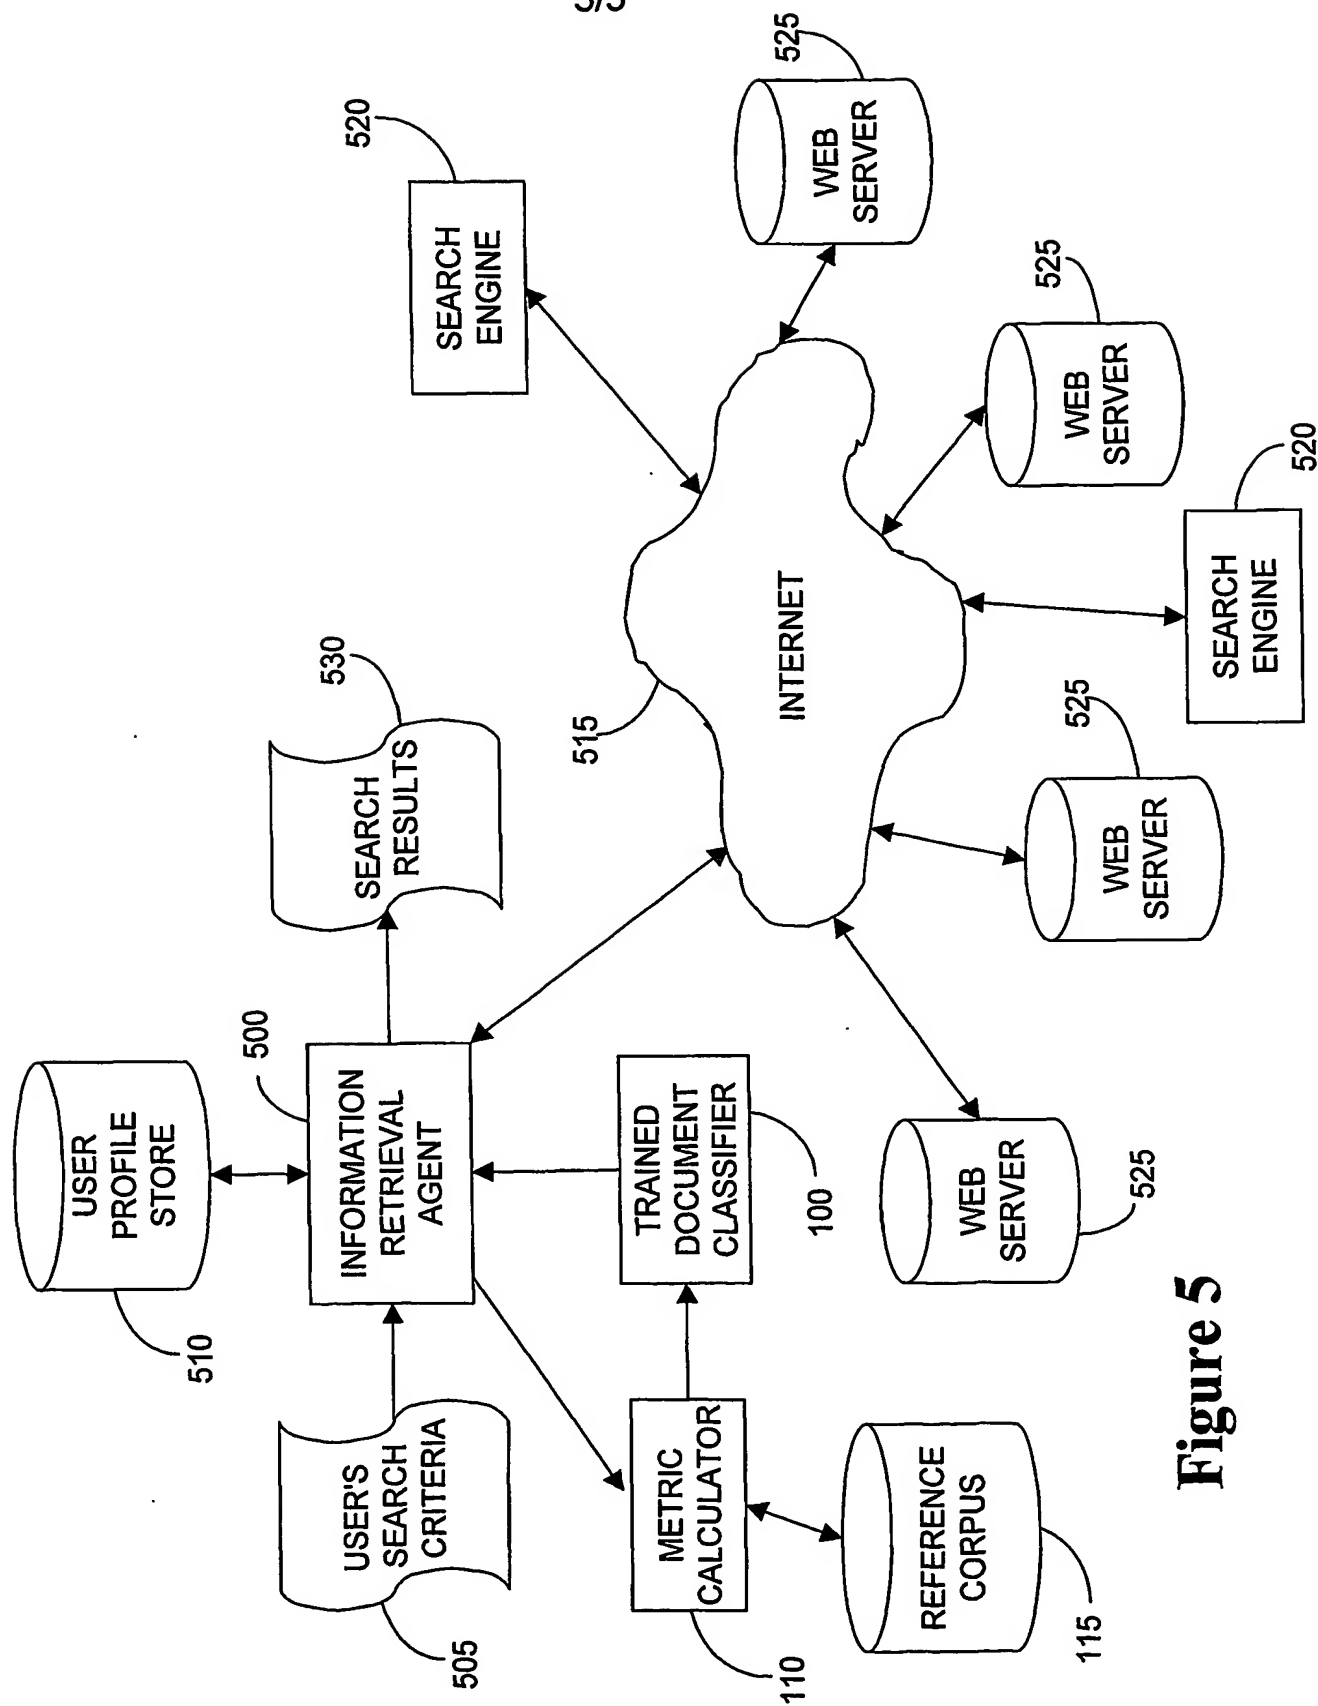 USER
PROFILE
STORE
510
500
530
520
USER'S
SEARCH
CRITERIA
INFORMATION
RETRIEVAL
AGENT
SEARCH
RESULTS
SEARCH
ENGINE
505
515
METRIC
CALCULATOR
TRAINED
DOCUMENT
CLASSIFIER
110
100
INTERNET
525
WEB
SERVER
REFERENCE
CORPUS
115
WEB
SERVER
525
525
WEB
SERVER
525
WEB
SERVER
SEARCH
ENGINE
520
Figure 5